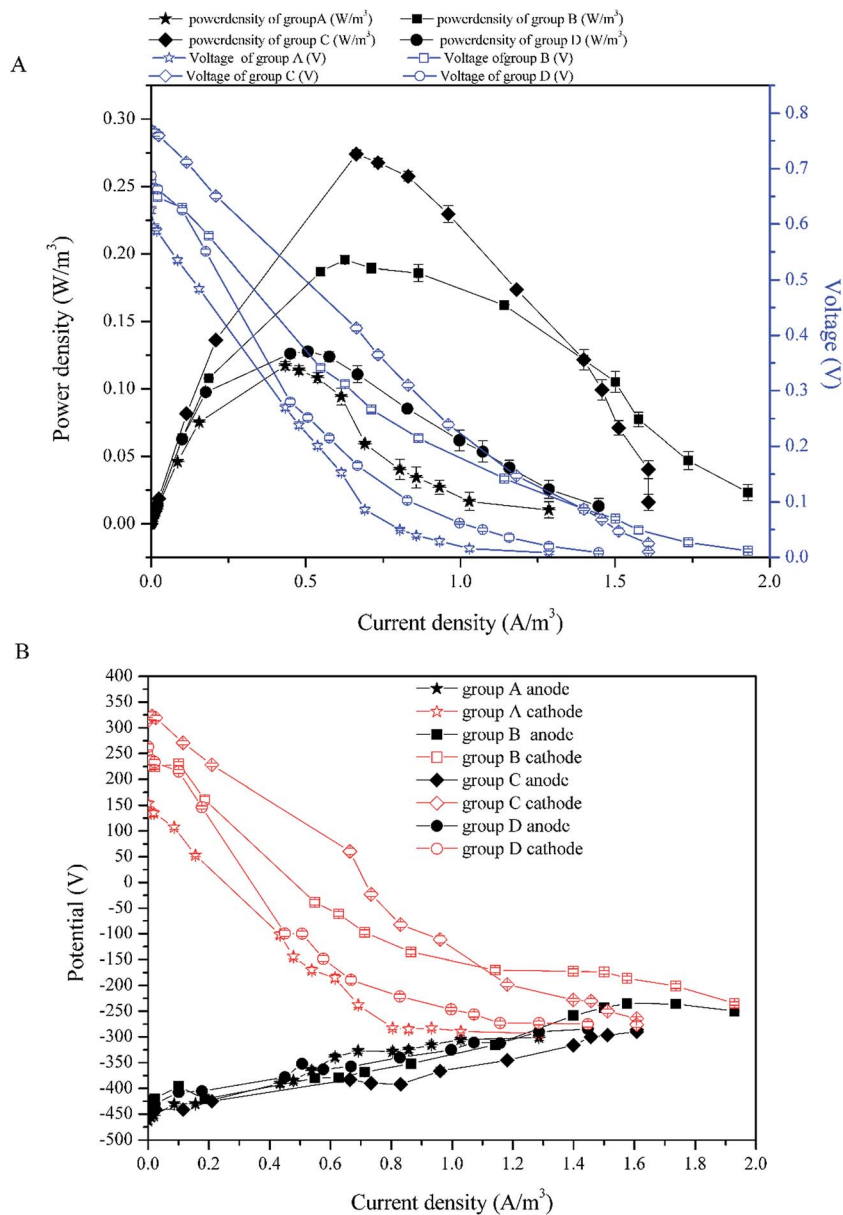 powerdensity of groupA (W/m³) powerdensity of group B (W/m³)
powerdensity of group C (W/m³) powerdensity of group D (W/m³)
A
Voltage of group A (V) Voltage ofgroup B (V)
Voltage of group C (V) Voltage of group D (V)
0.30
0.25
0.20
0.15
0.10
0.05
0.00
Power density (W/m³)
0.8
0.7
0.6
0.5
0.4
0.3
0.2
0.1
0.0
Voltage (V)
0.0 0.5 1.0 1.5 2.0
Current density (A/m³)
B
400
350
300
250
200
150
100
50
0
-50
-100
-150
-200
-250
-300
-350
-400
-450
-500
Potential (V)
group A anode
group A cathode
group B anode
group B cathode
group C anode
group C cathode
group D anode
group D cathode
0.0 0.2 0.4 0.6 0.8 1.0 1.2 1.4 1.6 1.8 2.0
Current density (A/m³)